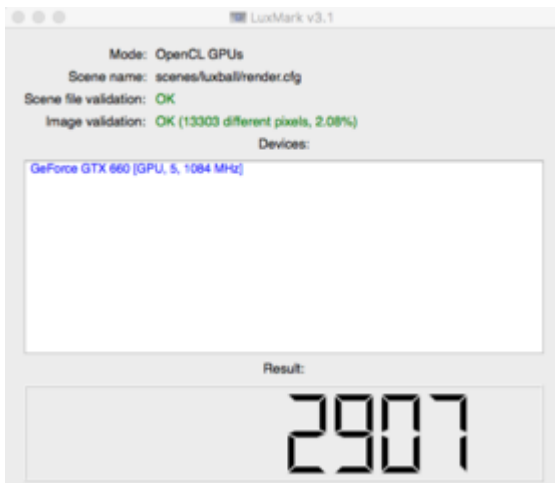 LuxMark v3.1
Mode: OpenCL GPUs
Scene name: scenes/luxball/render.cfg
Scene file validation: OK
Image validation: OK (13303 different pixels, 2.08%)
Devices:
GeForce GTX 660 [GPU, 5, 1084 MHz]
Result:
2907